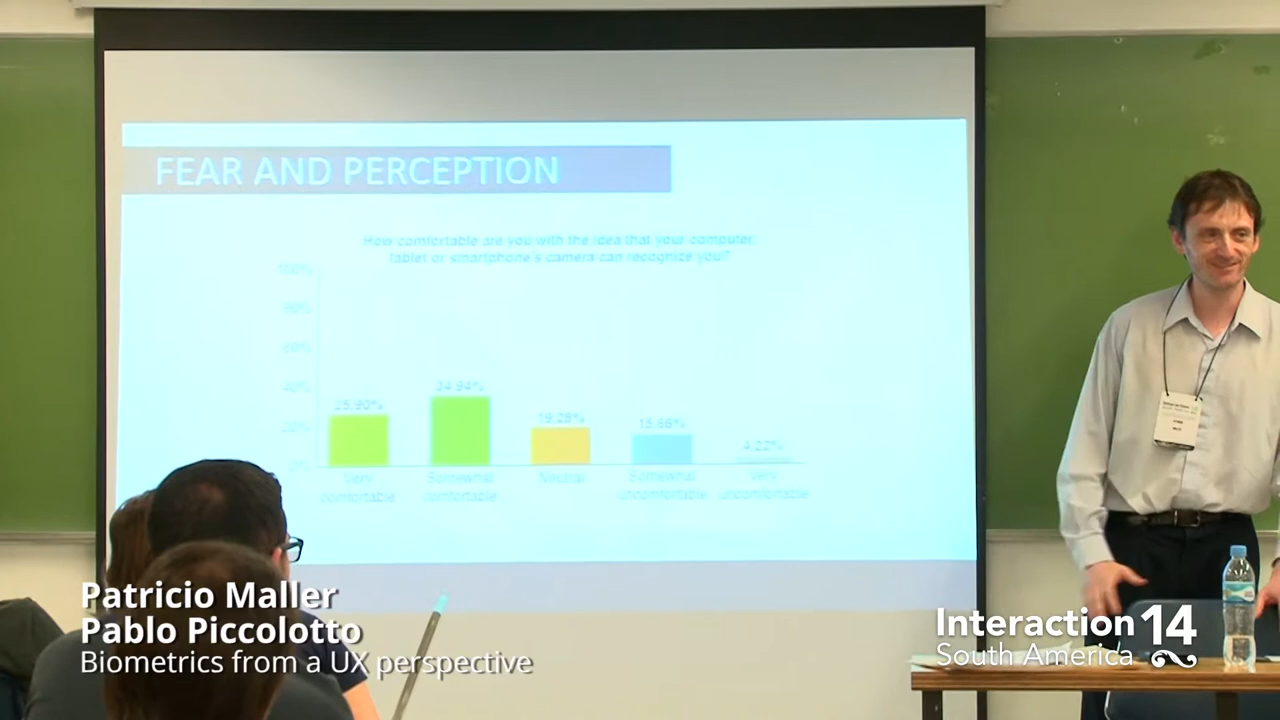 FEAR AND PERCEPTION
How comfortable are you with the idea that your computer,
tablet or smartphone's camera can recognize you?
100%
80%
60%
40%
20%
0%
25.90%
34.94%
19.28%
15.66%
4.22%
Very
comfortable
Somewhat
comfortable
Neutral
Somewhat
uncomfortable
Very
uncomfortable
Patricio Maller
Pablo Piccolotto
Biometrics from a UX perspective
Interaction 14
South America